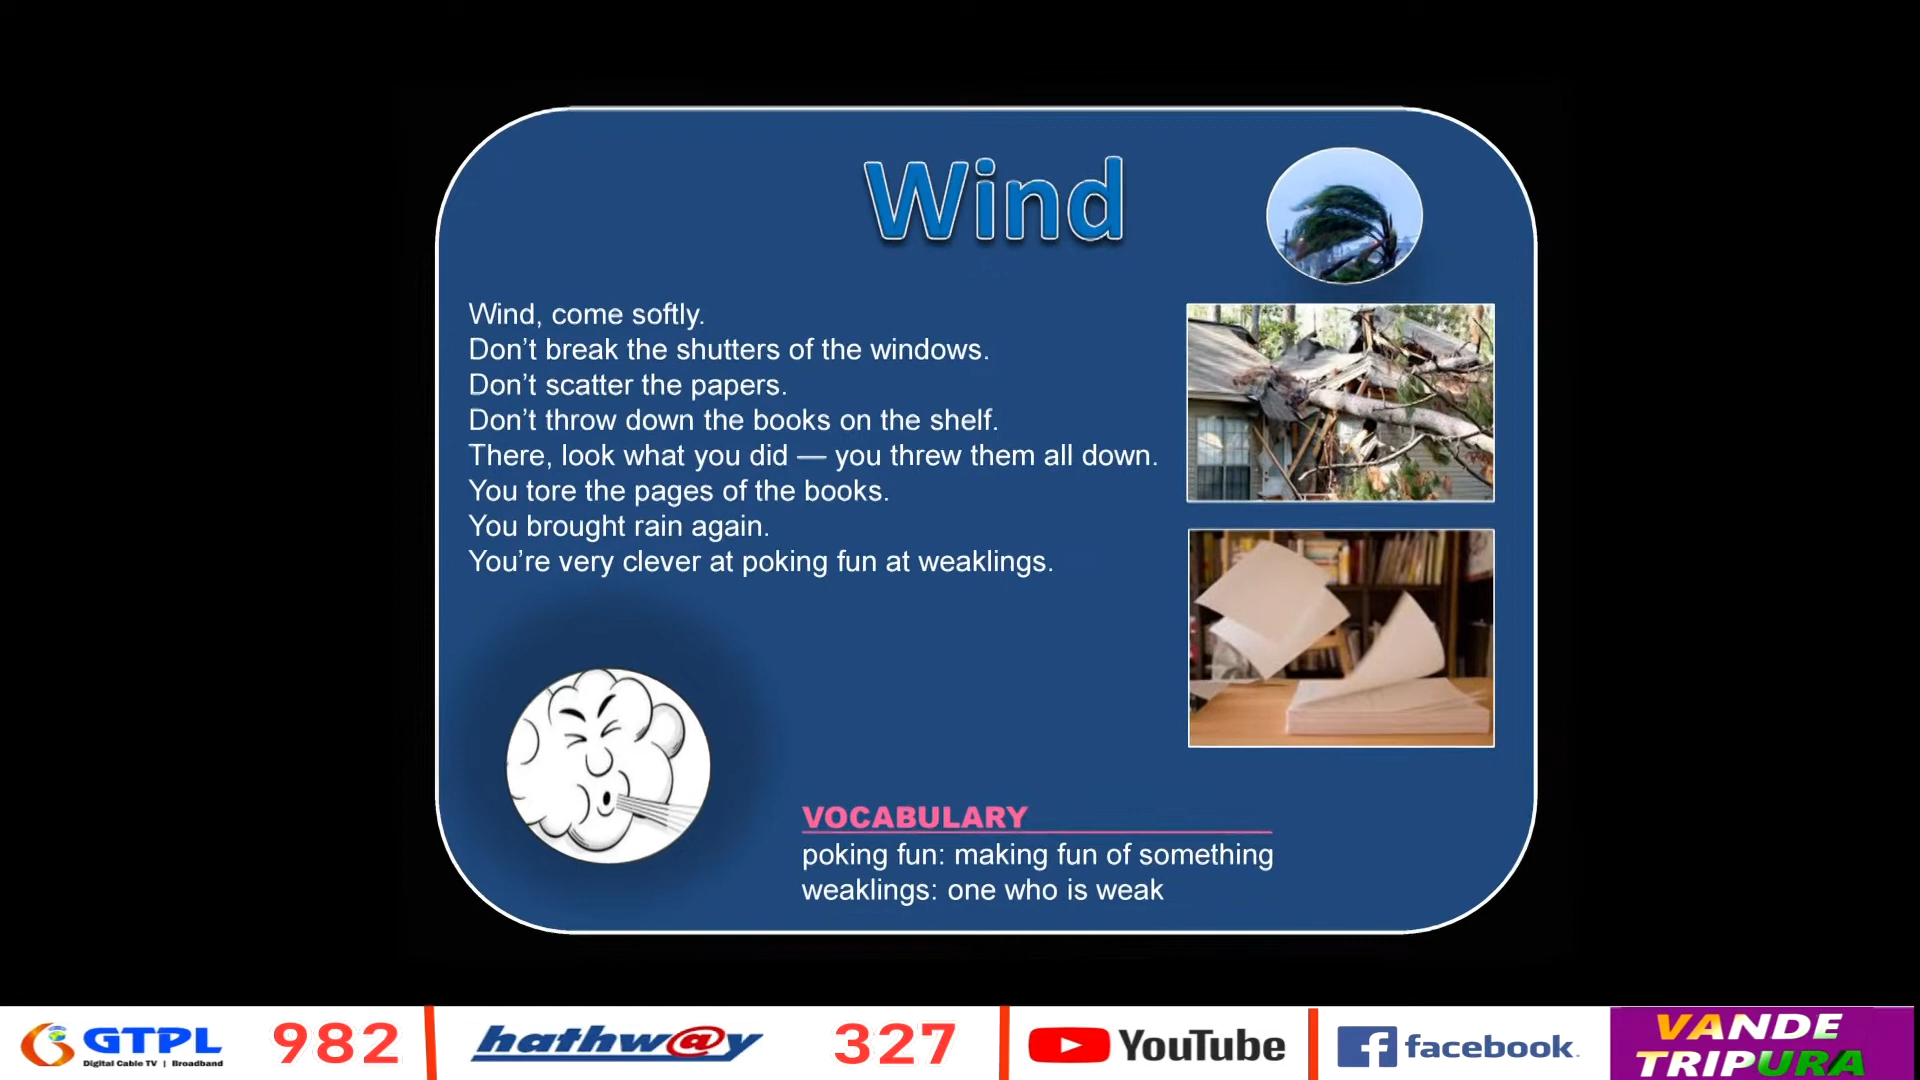 Wind
Wind, come softly.
Don’t break the shutters of the windows.
Don’t scatter the papers.
Don’t throw down the books on the shelf.
There, look what you did — you threw them all down.
You tore the pages of the books.
You brought rain again.
You’re very clever at poking fun at weaklings.
VOCABULARY
poking fun: making fun of something
weaklings: one who is weak
GTPL
Digital Cable TV | Broadband
982
hathw@y
327
YouTube
facebook.
VANDE
TRIPURA